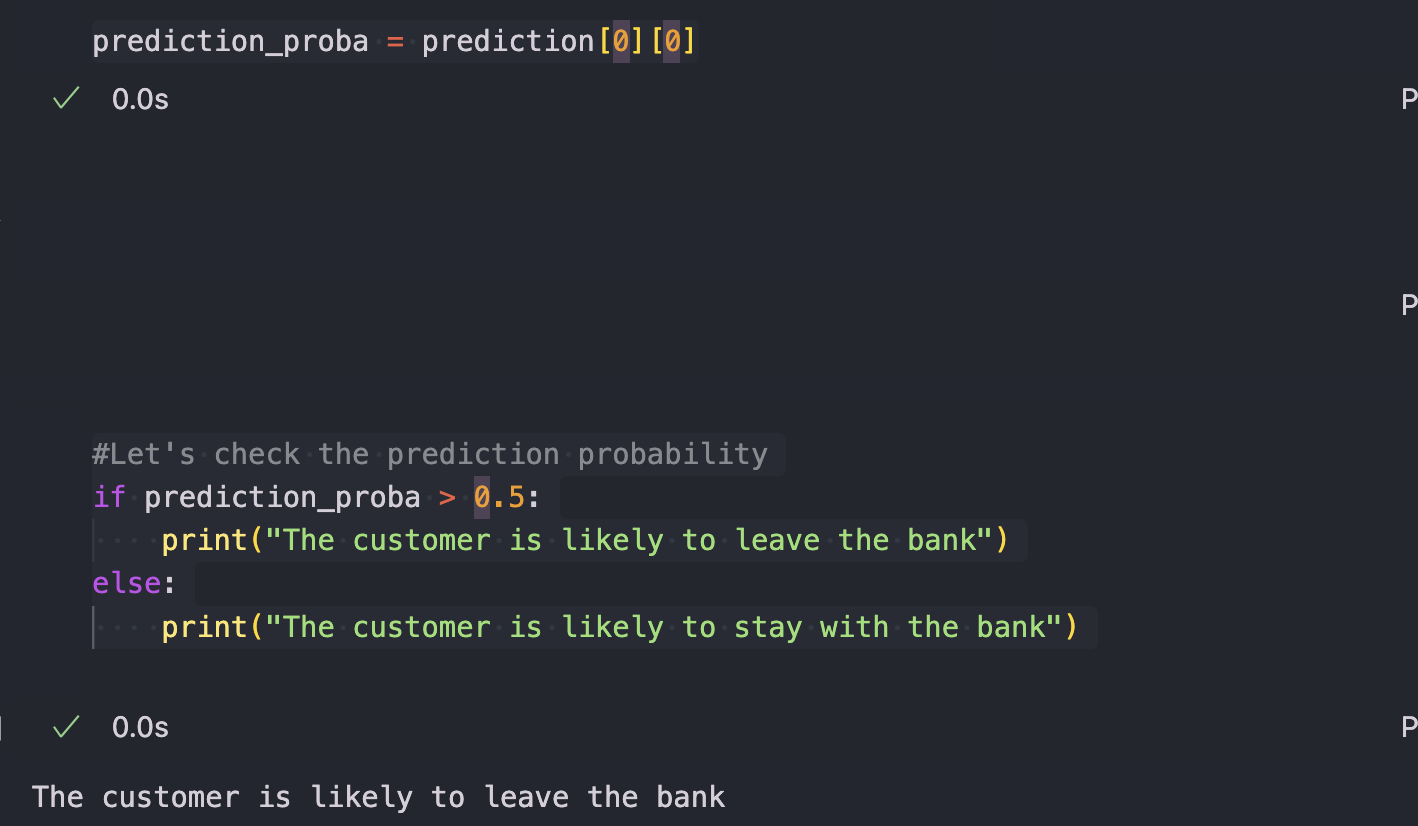 prediction_proba = prediction[0][0]
0.0s
P
P
#Let's check the prediction probability
if prediction_proba > 0.5:
    print("The customer is likely to leave the bank")
else:
    print("The customer is likely to stay with the bank")
0.0s
P
The customer is likely to leave the bank